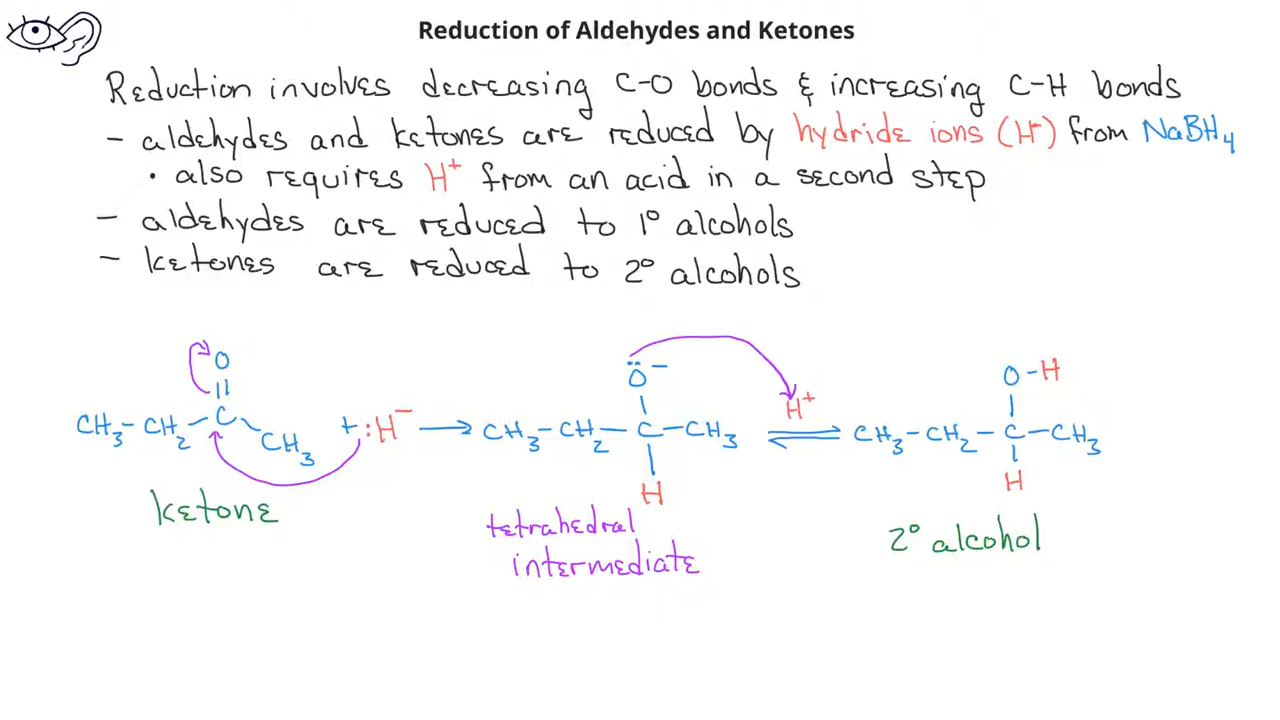 Reduction of Aldehydes and Ketones
Reduction involves decreasing C-O bonds & increasing C-H bonds
- aldehydes and ketones are reduced by hydride ions (H⁻) from NaBH₄
• also requires H⁺ from an acid in a second step
- aldehydes are reduced to 1° alcohols
- ketones are reduced to 2° alcohols
O
||
CH₃-CH₂-C-CH₃ + :H⁻ →
Ö⁻
|
CH₃-CH₂-C-CH₃
|
H
H⁺
⇌
O-H
|
CH₃-CH₂-C-CH₃
|
H
ketone
tetrahedral
intermediate
2° alcohol